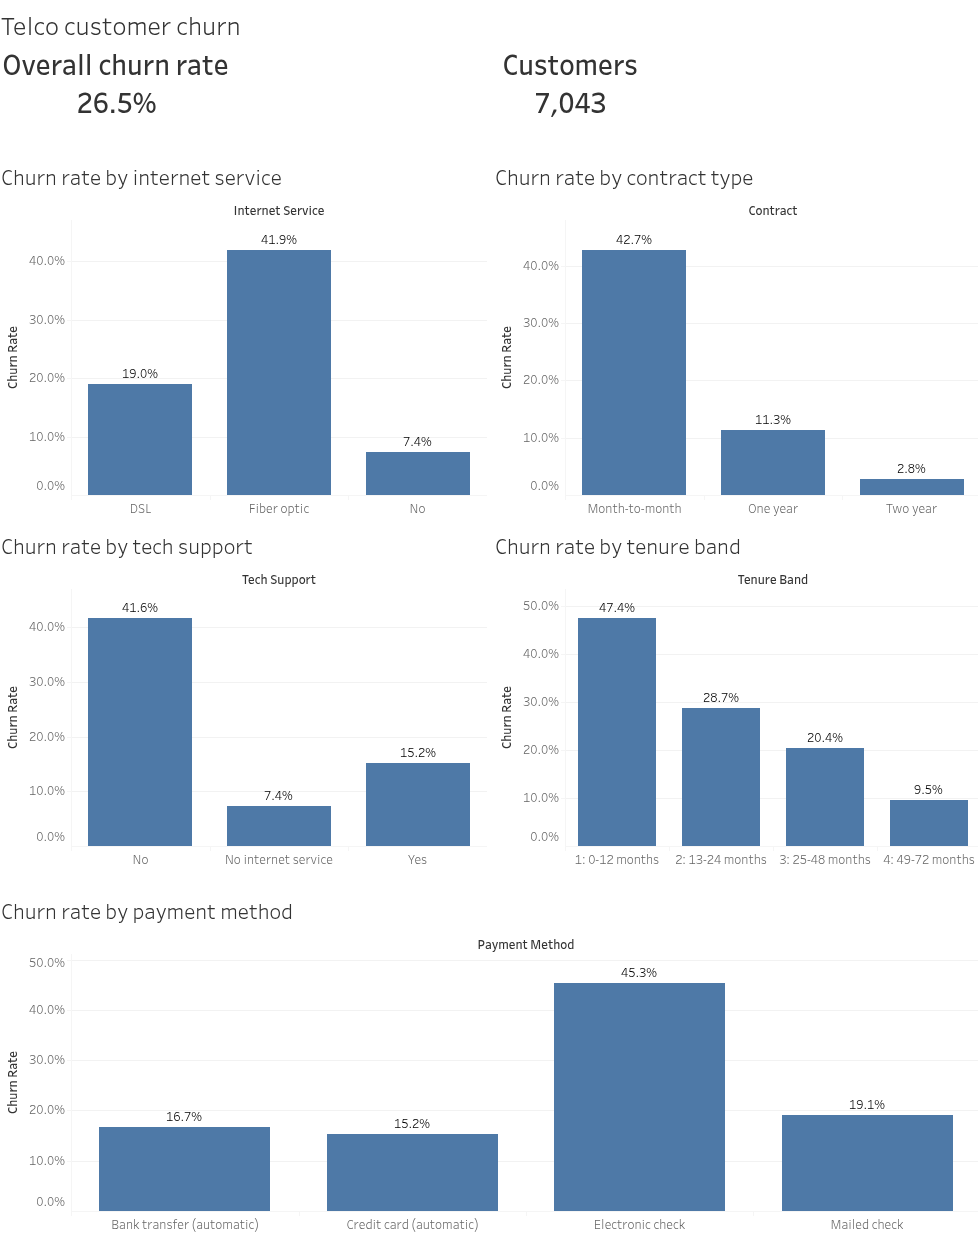 Telco customer churn
Overall churn rate
26.5%
Customers
7,043
Churn rate by internet service
Internet Service
Churn Rate
40.0%
30.0%
20.0%
10.0%
0.0%
19.0%
41.9%
7.4%
DSL
Fiber optic
No
Churn rate by contract type
Contract
Churn Rate
40.0%
30.0%
20.0%
10.0%
0.0%
42.7%
11.3%
2.8%
Month-to-month
One year
Two year
Churn rate by tech support
Tech Support
Churn Rate
40.0%
30.0%
20.0%
10.0%
0.0%
41.6%
7.4%
15.2%
No
No internet service
Yes
Churn rate by tenure band
Tenure Band
Churn Rate
50.0%
40.0%
30.0%
20.0%
10.0%
0.0%
47.4%
28.7%
20.4%
9.5%
1: 0-12 months
2: 13-24 months
3: 25-48 months
4: 49-72 months
Churn rate by payment method
Payment Method
Churn Rate
50.0%
40.0%
30.0%
20.0%
10.0%
0.0%
16.7%
15.2%
45.3%
19.1%
Bank transfer (automatic)
Credit card (automatic)
Electronic check
Mailed check